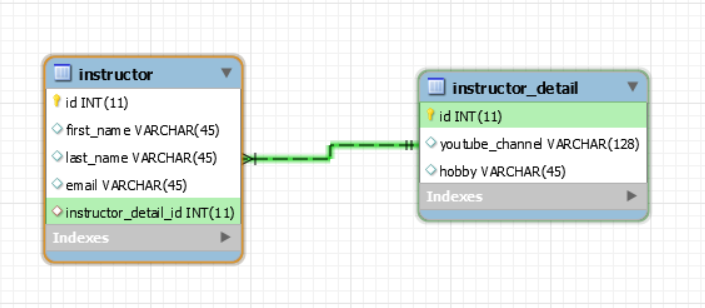 instructor
id INT(11)
first_name VARCHAR(45)
last_name VARCHAR(45)
email VARCHAR(45)
instructor_detail_id INT(11)
Indexes
instructor_detail
id INT(11)
youtube_channel VARCHAR(128)
hobby VARCHAR(45)
Indexes